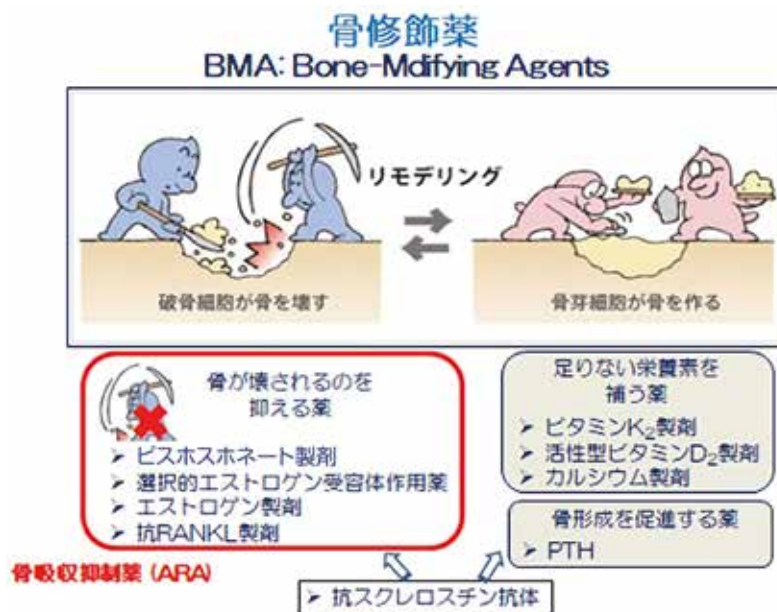 骨修飾薬
BMA: Bone-Mdifying Agents
リモデリング
破骨細胞が骨を壊す
骨芽細胞が骨を作る
骨が壊されるのを
抑える薬
➤ ビスホスホネート製剤
➤ 選択的エストロゲン受容体作用薬
➤ エストロゲン製剤
➤ 抗RANKL製剤
骨吸収抑制薬 (ARA)
足りない栄養素を
補う薬
➤ ビタミンK₂製剤
➤ 活性型ビタミンD₂製剤
➤ カルシウム製剤
骨形成を促進する薬
➤ PTH
➤ 抗スクレロスチン抗体